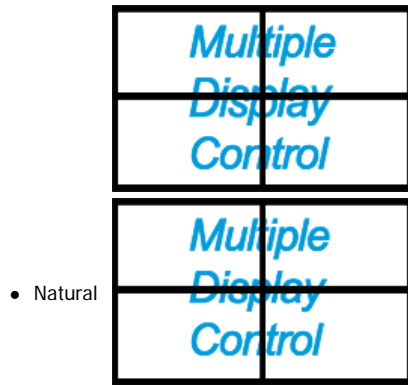 Multiple
Display
Control
• Natural
Multiple
Display
Control